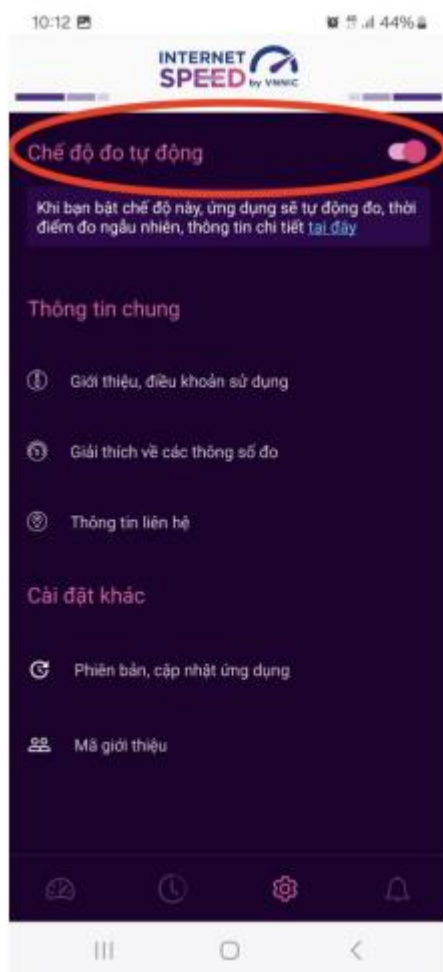 10:12
44%
INTERNET
SPEED by VNNIC
Chế độ đo tự động
Khi bạn bật chế độ này, ứng dụng sẽ tự động đo, thời
điểm đo ngẫu nhiên, thông tin chi tiết tại đây
Thông tin chung
Giới thiệu, điều khoản sử dụng
Giải thích về các thông số đo
Thông tin liên hệ
Cài đặt khác
Phiên bản, cập nhật ứng dụng
Mã giới thiệu